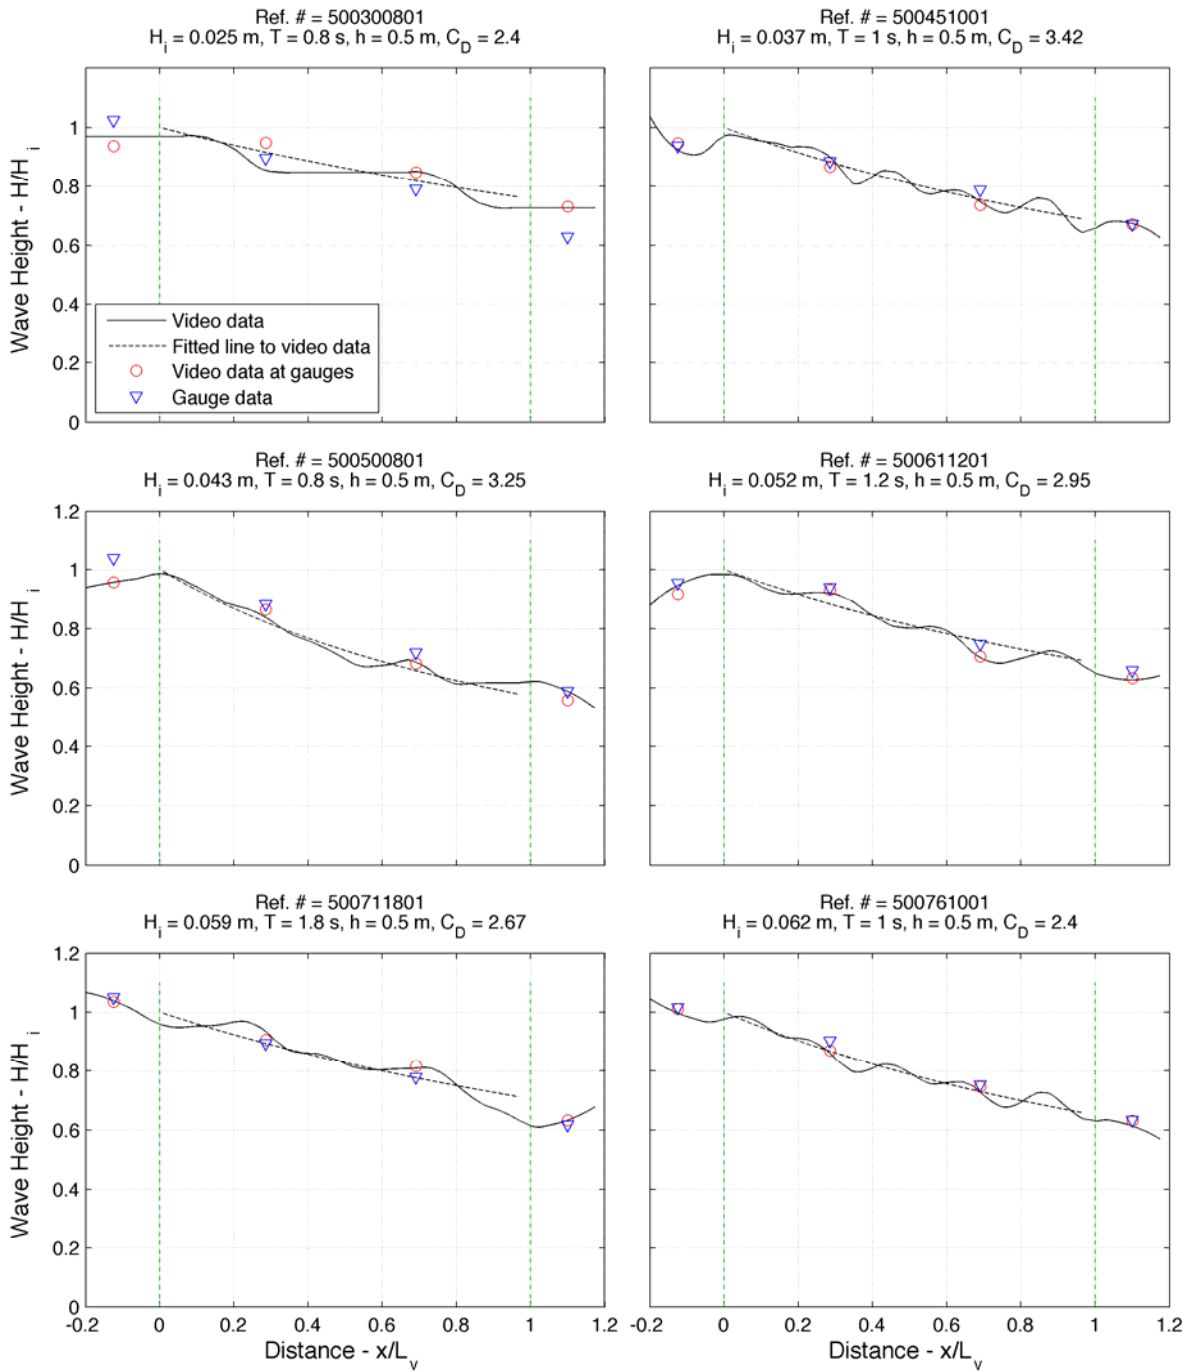 Ref. # = 500300801
H_i = 0.025 m, T = 0.8 s, h = 0.5 m, C_D = 2.4
Ref. # = 500451001
H_i = 0.037 m, T = 1 s, h = 0.5 m, C_D = 3.42
Wave Height - H/H_i
1
0.8
0.6
0.4
0.2
0
Video data
Fitted line to video data
Video data at gauges
Gauge data
Ref. # = 500500801
H_i = 0.043 m, T = 0.8 s, h = 0.5 m, C_D = 3.25
Ref. # = 500611201
H_i = 0.052 m, T = 1.2 s, h = 0.5 m, C_D = 2.95
Wave Height - H/H_i
1.2
1
0.8
0.6
0.4
0.2
0
Ref. # = 500711801
H_i = 0.059 m, T = 1.8 s, h = 0.5 m, C_D = 2.67
Ref. # = 500761001
H_i = 0.062 m, T = 1 s, h = 0.5 m, C_D = 2.4
Wave Height - H/H_i
1.2
1
0.8
0.6
0.4
0.2
0
-0.2 0 0.2 0.4 0.6 0.8 1 1.2
Distance - x/L_v
-0.2 0 0.2 0.4 0.6 0.8 1 1.2
Distance - x/L_v